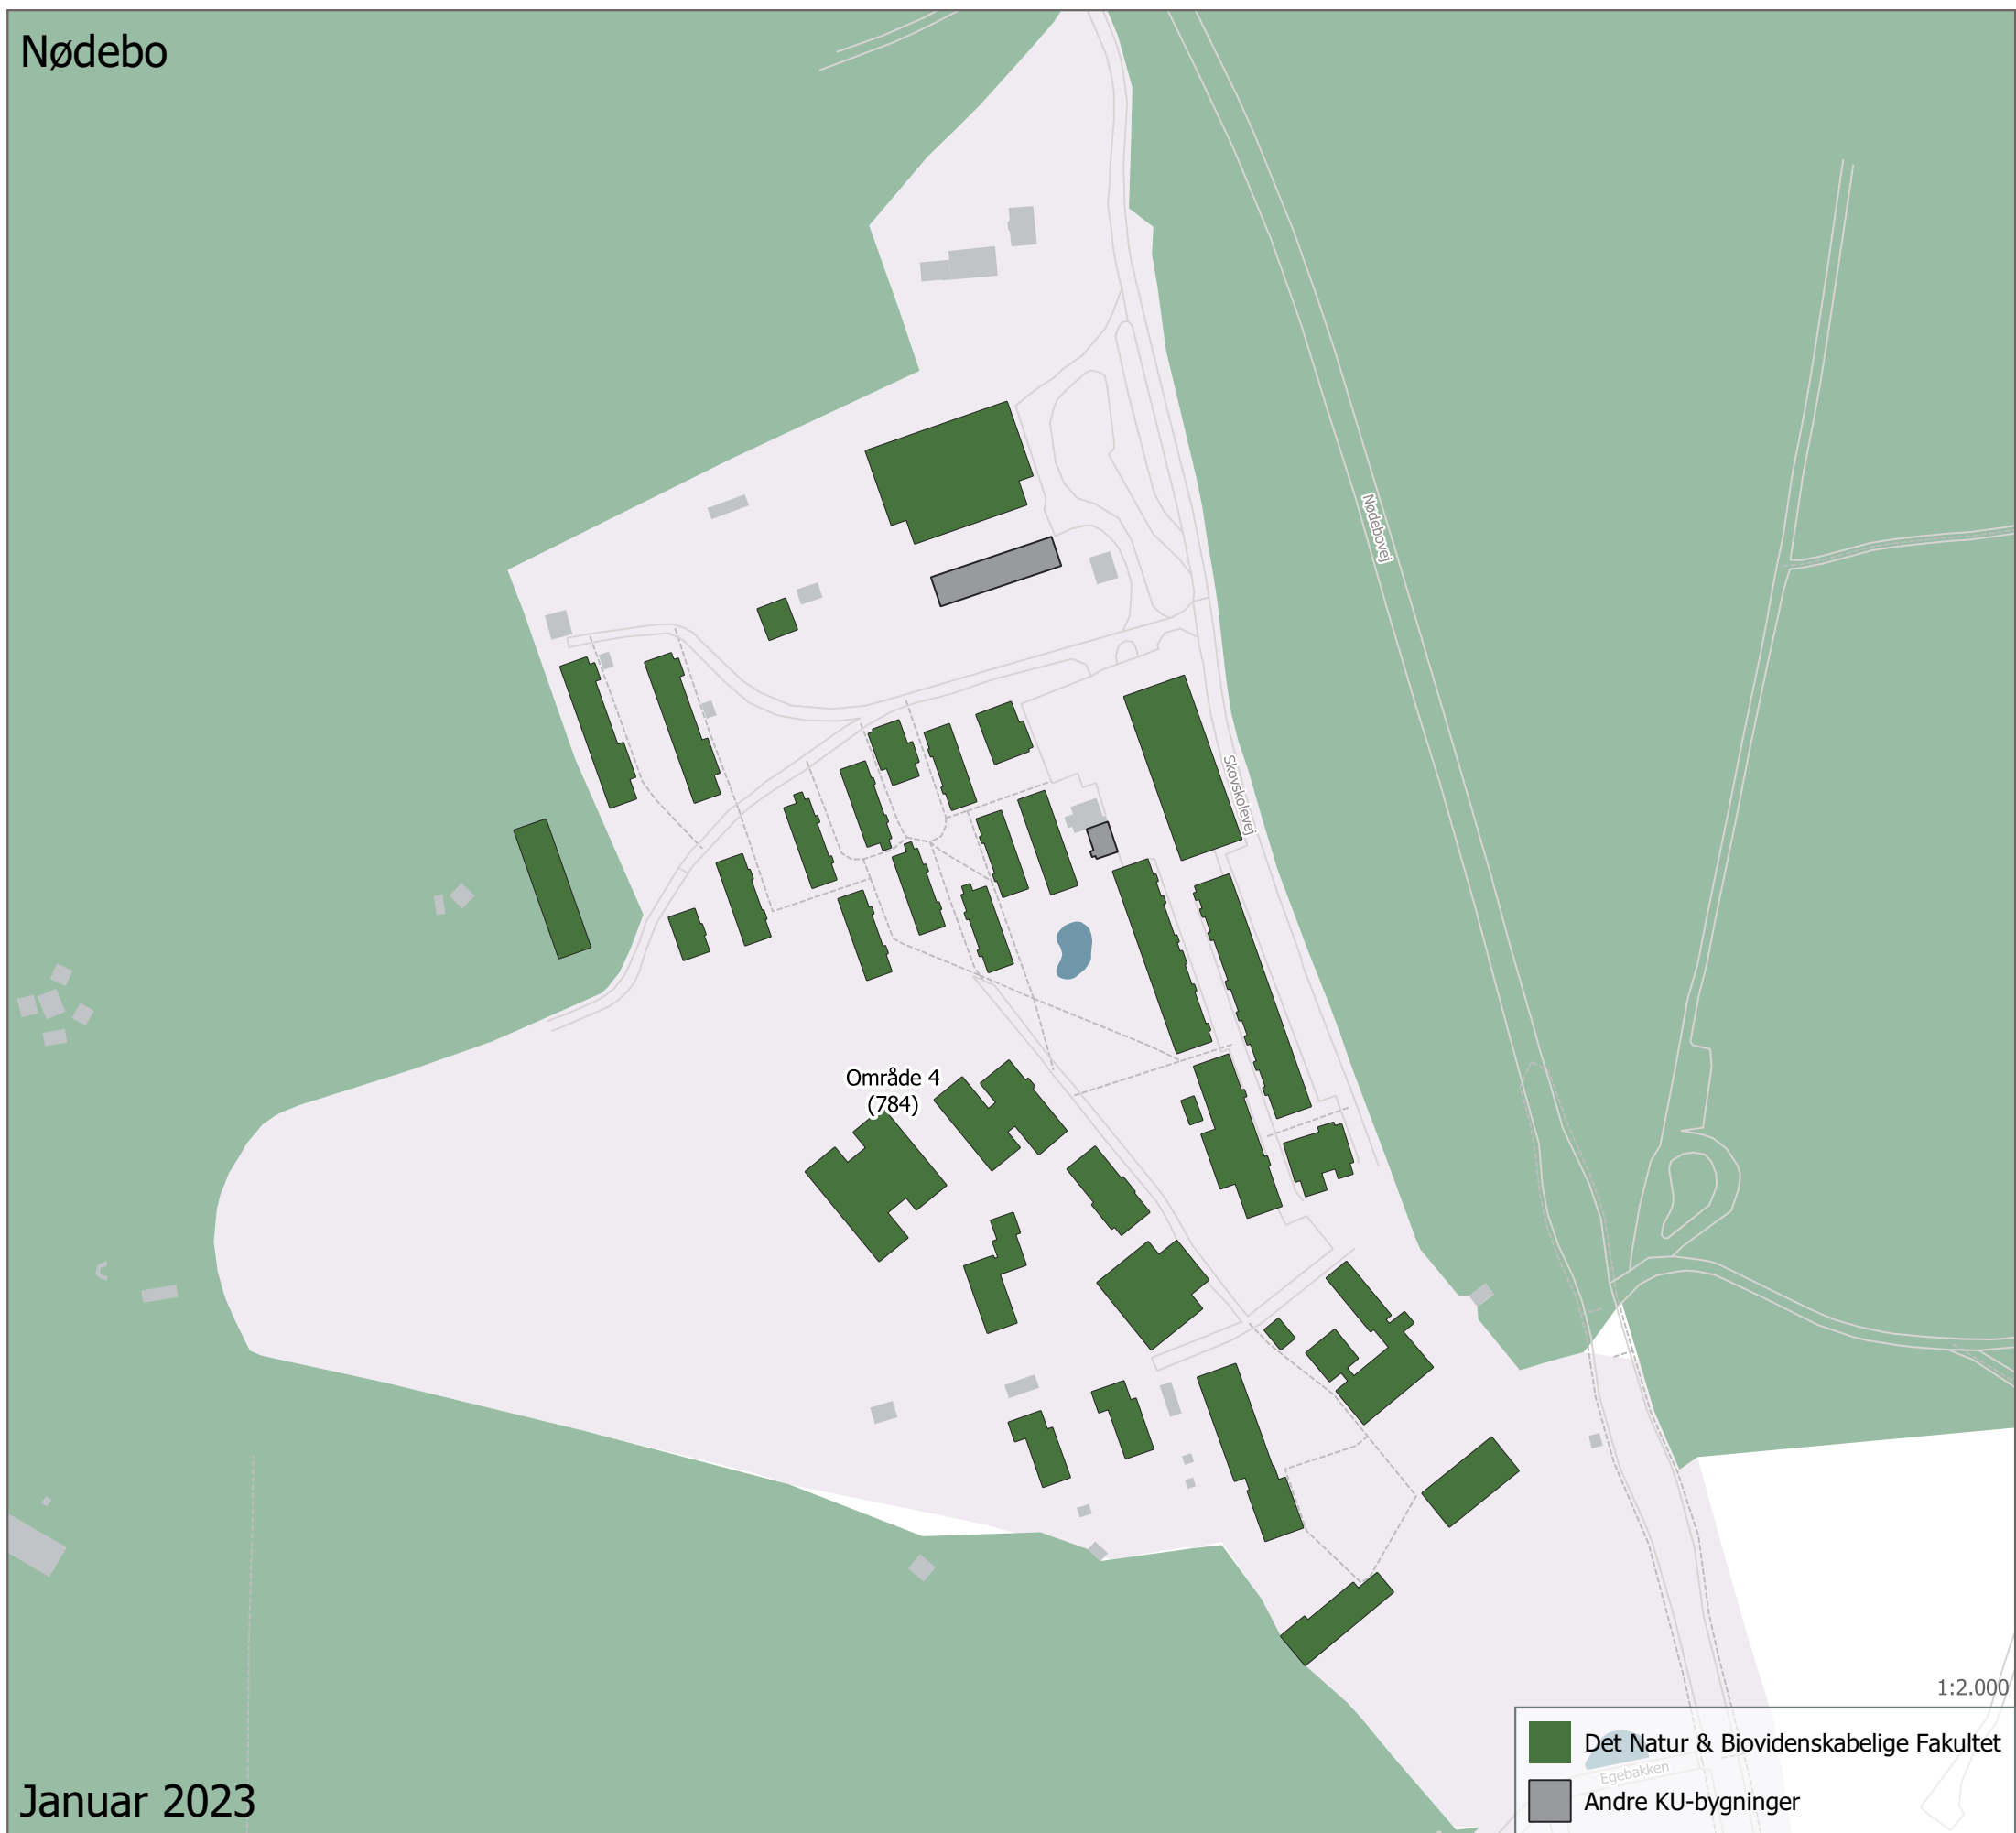 Nødebo
Nødebovej
Skovskolevej
Område 4
(784)
1:2.000
Det Natur & Biovidenskabelige Fakultet
Egebakken
Andre KU-bygninger
Januar 2023